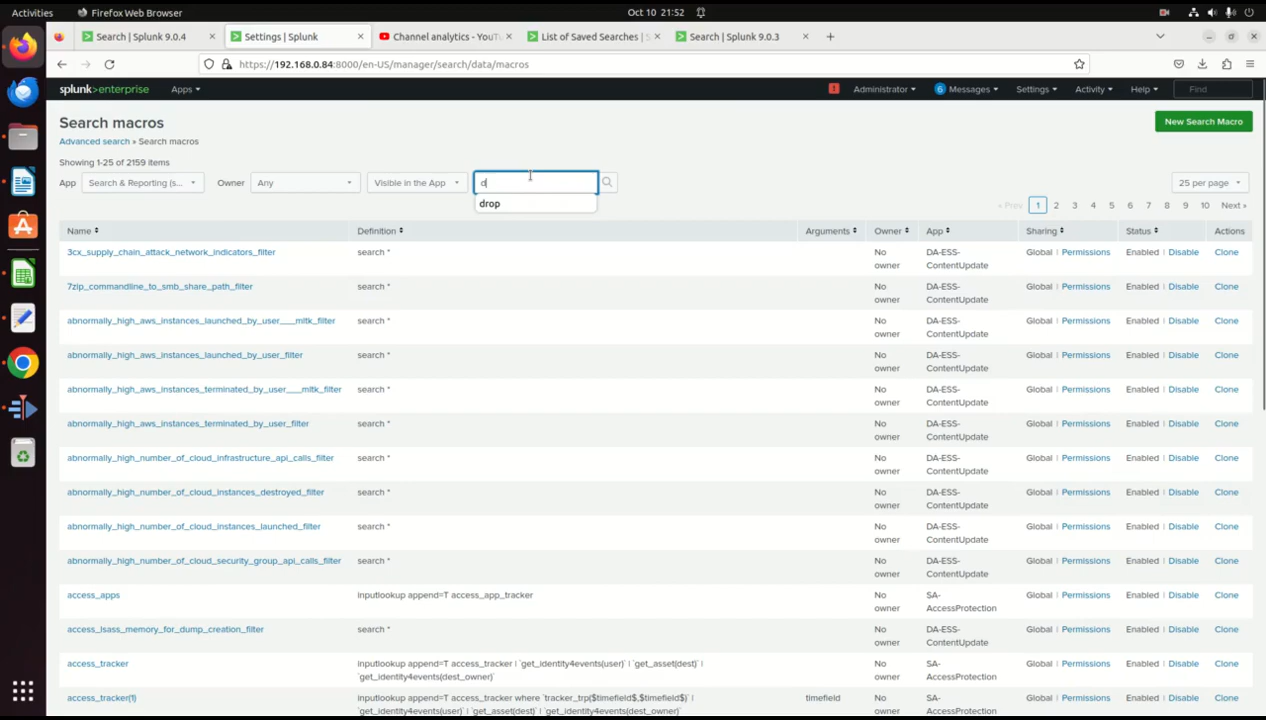 Activities Firefox Web Browser Oct 10 21:52
Search | Splunk 9.0.4 Settings | Splunk Channel analytics - YouTu List of Saved Searches | S Search | Splunk 9.0.3
https://192.168.0.84:8000/en-US/manager/search/data/macros
splunk>enterprise Apps Administrator 6 Messages Settings Activity Help Find
Search macros
New Search Macro
Advanced search » Search macros
Showing 1-25 of 2159 items
App Search & Reporting (s... Owner Any Visible in the App d 25 per page
drop
« Prev 1 2 3 4 5 6 7 8 9 10 Next »
Name Definition Arguments Owner App Sharing Status Actions
3cx_supply_chain_attack_network_indicators_filter search * No owner DA-ESS-ContentUpdate Global | Permissions Enabled | Disable Clone
7zip_commandline_to_smb_share_path_filter search * No owner DA-ESS-ContentUpdate Global | Permissions Enabled | Disable Clone
abnormally_high_aws_instances_launched_by_user___mltk_filter search * No owner DA-ESS-ContentUpdate Global | Permissions Enabled | Disable Clone
abnormally_high_aws_instances_launched_by_user_filter search * No owner DA-ESS-ContentUpdate Global | Permissions Enabled | Disable Clone
abnormally_high_aws_instances_terminated_by_user___mltk_filter search * No owner DA-ESS-ContentUpdate Global | Permissions Enabled | Disable Clone
abnormally_high_aws_instances_terminated_by_user_filter search * No owner DA-ESS-ContentUpdate Global | Permissions Enabled | Disable Clone
abnormally_high_number_of_cloud_infrastructure_api_calls_filter search * No owner DA-ESS-ContentUpdate Global | Permissions Enabled | Disable Clone
abnormally_high_number_of_cloud_instances_destroyed_filter search * No owner DA-ESS-ContentUpdate Global | Permissions Enabled | Disable Clone
abnormally_high_number_of_cloud_instances_launched_filter search * No owner DA-ESS-ContentUpdate Global | Permissions Enabled | Disable Clone
abnormally_high_number_of_cloud_security_group_api_calls_filter search * No owner DA-ESS-ContentUpdate Global | Permissions Enabled | Disable Clone
access_apps inputlookup append=T access_app_tracker No owner SA-AccessProtection Global | Permissions Enabled | Disable Clone
access_lsass_memory_for_dump_creation_filter search * No owner DA-ESS-ContentUpdate Global | Permissions Enabled | Disable Clone
access_tracker inputlookup append=T access_tracker | `get_identity4events(user)` | `get_asset(dest)` | `get_identity4events(dest_owner)` No owner SA-AccessProtection Global | Permissions Enabled | Disable Clone
access_tracker(1) inputlookup append=T access_tracker where `tracker_trp($timefield$,$timefield$)` | `get_identity4events(user)` | `get_asset(dest)` | `get_identity4events(dest_owner)` timefield No owner SA-AccessProtection Global | Permissions Enabled | Disable Clone